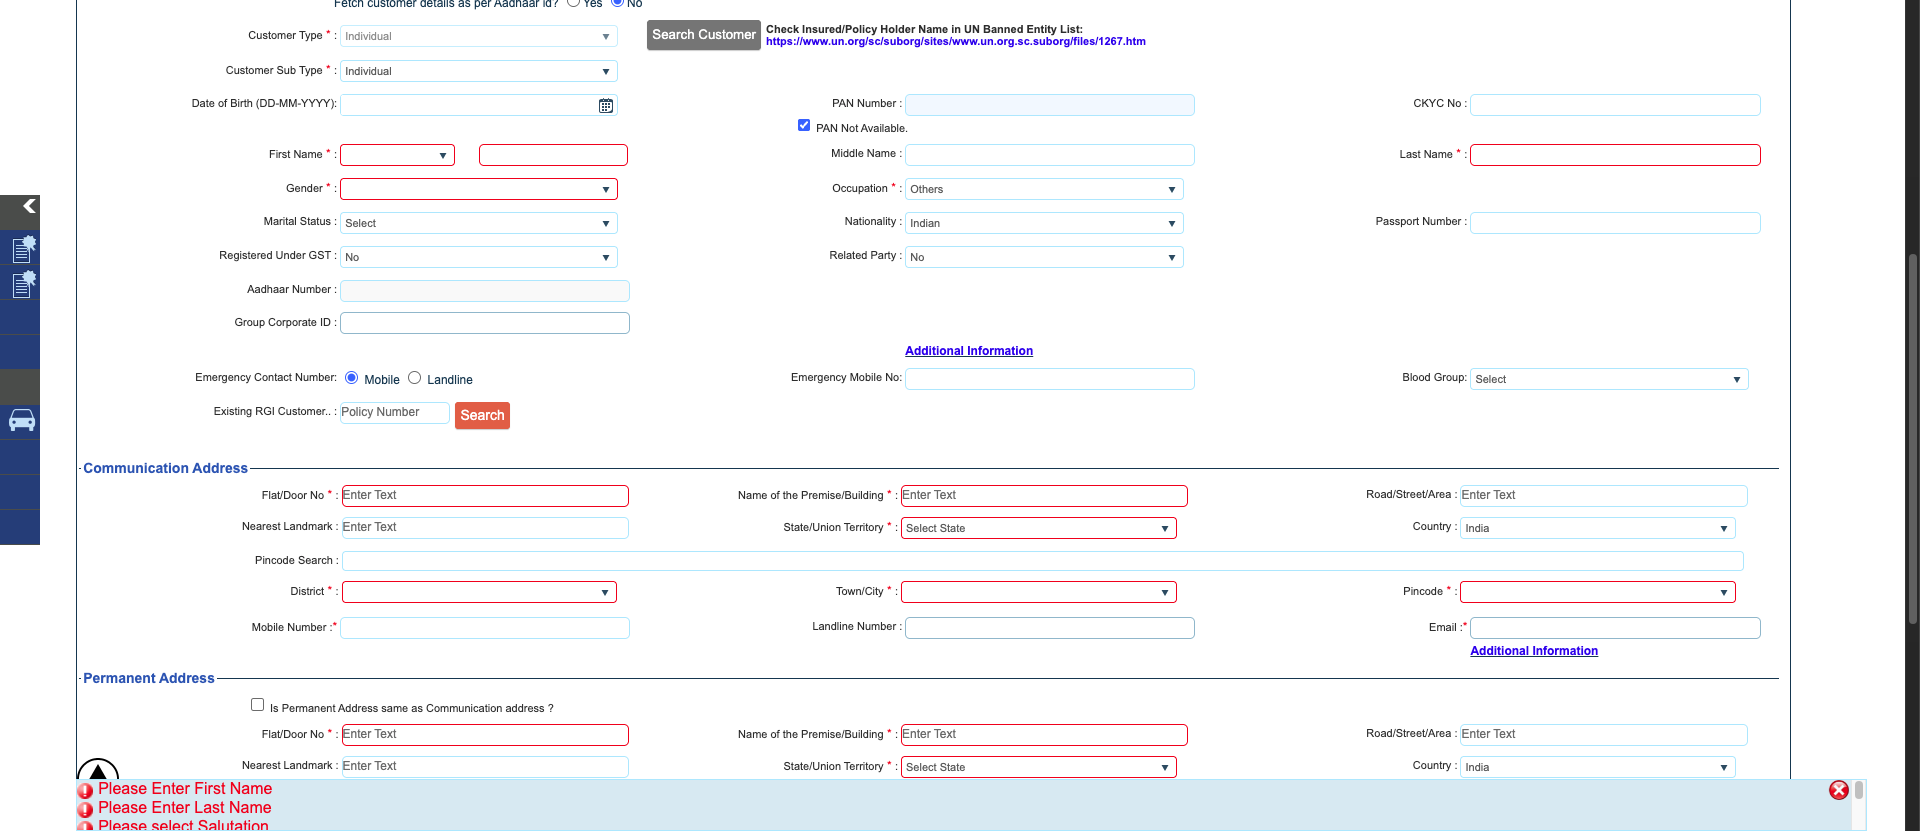 Fetch customer details as per Aadhaar id? Yes No
Customer Type * : Individual Search Customer Check Insured/Policy Holder Name in UN Banned Entity List:
https://www.un.org/sc/suborg/sites/www.un.org.sc.suborg/files/1267.htm
Customer Sub Type * : Individual
Date of Birth (DD-MM-YYYY): PAN Number : CKYC No :
PAN Not Available.
First Name * : Middle Name : Last Name * :
Gender * : Occupation * : Others
Marital Status : Select Nationality : Indian Passport Number :
Registered Under GST : No Related Party : No
Aadhaar Number :
Group Corporate ID :
Additional Information
Emergency Contact Number: Mobile Landline Emergency Mobile No: Blood Group: Select
Existing RGI Customer.. : Policy Number Search
Communication Address
Flat/Door No * : Enter Text Name of the Premise/Building * : Enter Text Road/Street/Area : Enter Text
Nearest Landmark : Enter Text State/Union Territory * : Select State Country : India
Pincode Search :
District * : Town/City * : Pincode * :
Mobile Number :* Landline Number : Email :*
Additional Information
Permanent Address
Is Permanent Address same as Communication address ?
Flat/Door No * : Enter Text Name of the Premise/Building * : Enter Text Road/Street/Area : Enter Text
Nearest Landmark : Enter Text State/Union Territory * : Select State Country : India
Please Enter First Name
Please Enter Last Name
Please select Salutation